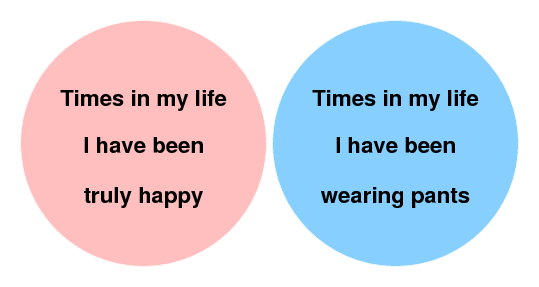 Times in my life
I have been
truly happy
Times in my life
I have been
wearing pants